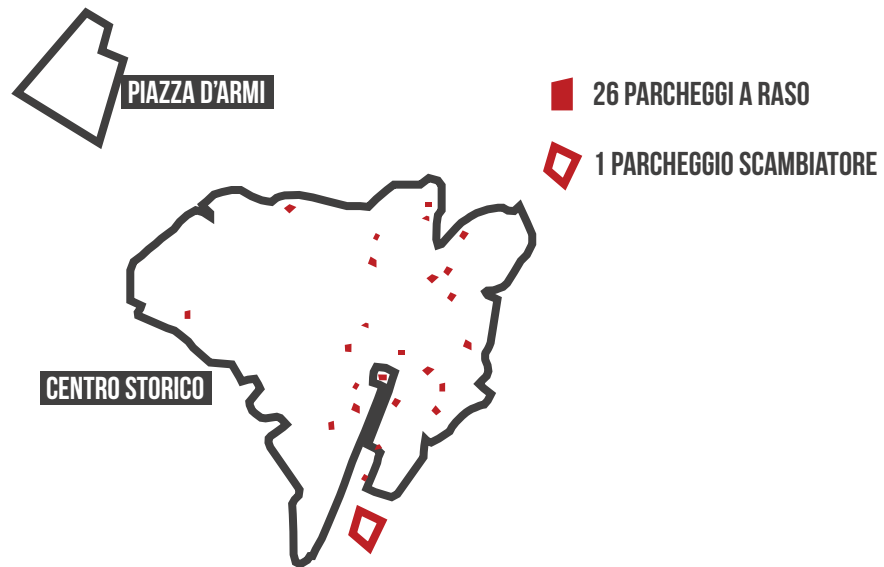 PIAZZA D'ARMI
26 PARCHEGGI A RASO
1 PARCHEGGIO SCAMBIATORE
CENTRO STORICO